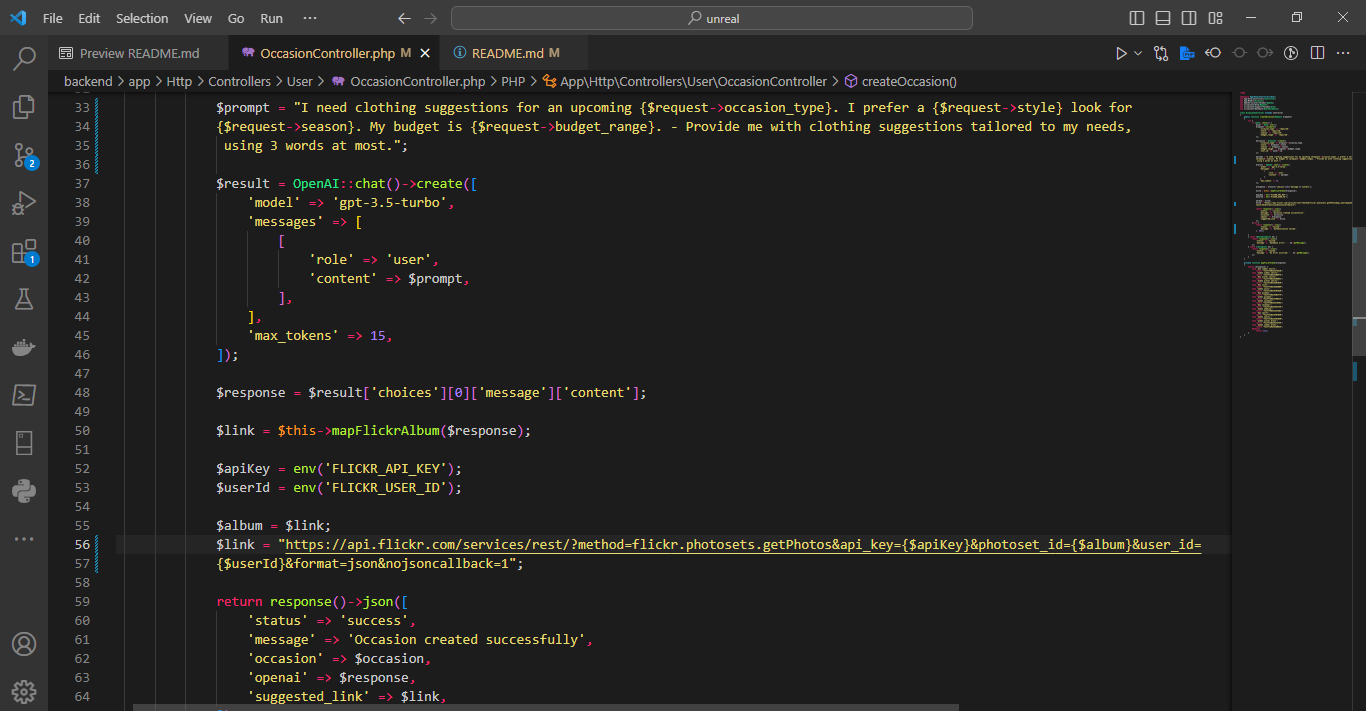 File Edit Selection View Go Run ··· unreal
Preview README.md OccasionController.php M README.md M
backend > app > Http > Controllers > User > OccasionController.php > PHP > App\Http\Controllers\User\OccasionController > createOccasion()
33 $prompt = "I need clothing suggestions for an upcoming {$request->occasion_type}. I prefer a {$request->style} look for
34 {$request->season}. My budget is {$request->budget_range}. - Provide me with clothing suggestions tailored to my needs,
35 using 3 words at most.";
36
37 $result = OpenAI::chat()->create([
38 'model' => 'gpt-3.5-turbo',
39 'messages' => [
40 [
41 'role' => 'user',
42 'content' => $prompt,
43 ],
44 ],
45 'max_tokens' => 15,
46 ]);
47
48 $response = $result['choices'][0]['message']['content'];
49
50 $link = $this->mapFlickrAlbum($response);
51
52 $apiKey = env('FLICKR_API_KEY');
53 $userId = env('FLICKR_USER_ID');
54
55 $album = $link;
56 $link = "https://api.flickr.com/services/rest/?method=flickr.photosets.getPhotos&api_key={$apiKey}&photoset_id={$album}&user_id=
57 {$userId}&format=json&nojsoncallback=1";
58
59 return response()->json([
60 'status' => 'success',
61 'message' => 'Occasion created successfully',
62 'occasion' => $occasion,
63 'openai' => $response,
64 'suggested_link' => $link,
2
1